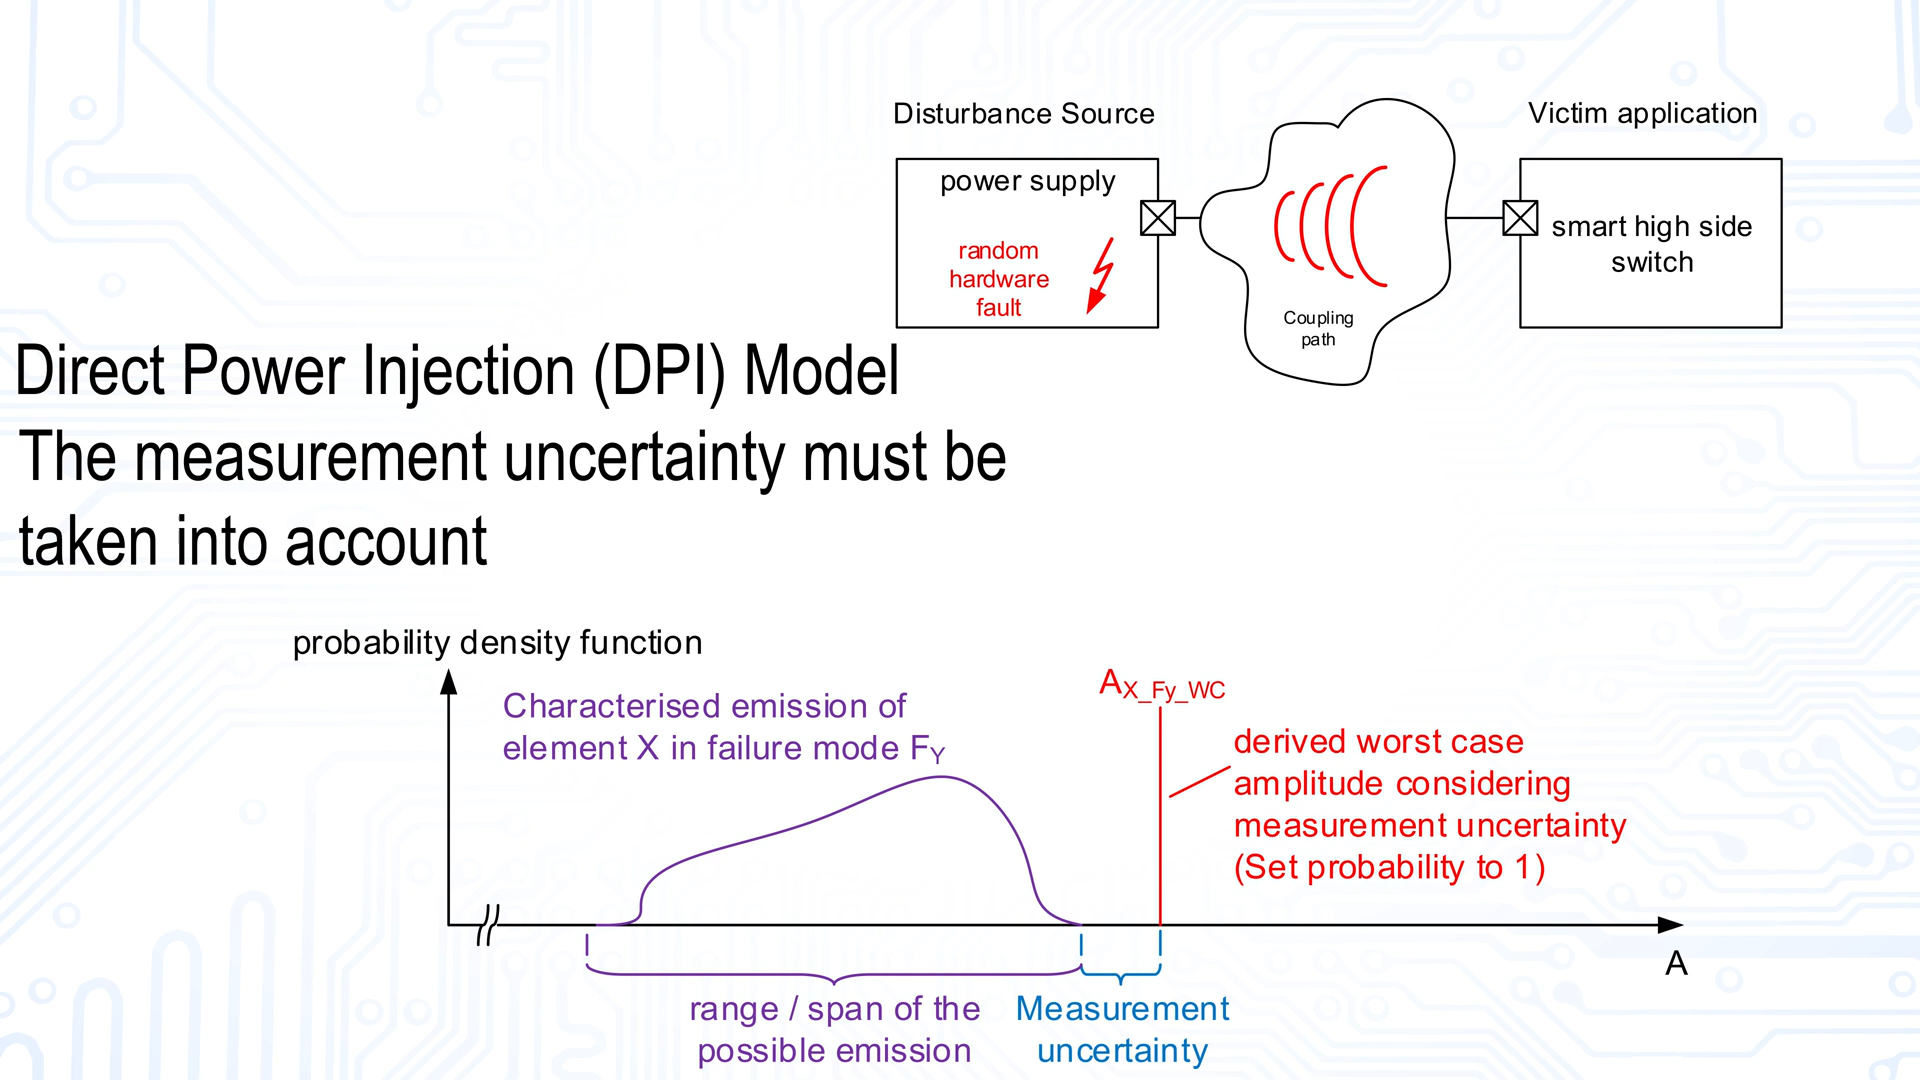 Disturbance Source
Victim application
power supply
random
hardware
fault
Coupling
path
smart high side
switch
Direct Power Injection (DPI) Model
The measurement uncertainty must be
taken into account
probability density function
Characterised emission of
element X in failure mode FY
AX_Fy_WC
derived worst case
amplitude considering
measurement uncertainty
(Set probability to 1)
A
range / span of the
possible emission
Measurement
uncertainty